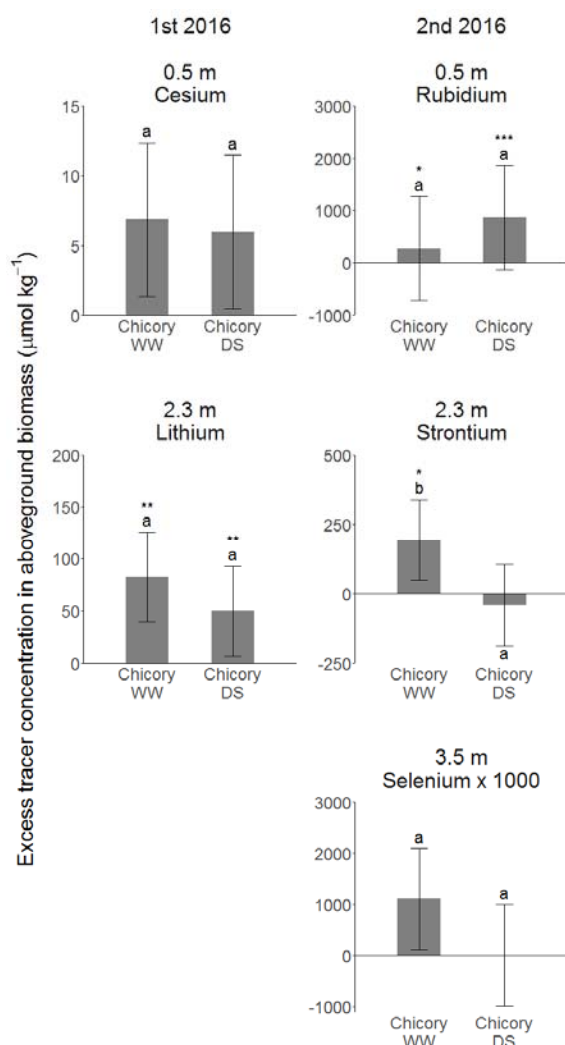 1st 2016
2nd 2016
0.5 m
Cesium
15
10
5
0
a
a
Chicory
WW
Chicory
DS
0.5 m
Rubidium
3000
2000
1000
0
-1000
*
a
***
a
Chicory
WW
Chicory
DS
Excess tracer concentration in aboveground biomass (µmol kg⁻¹)
2.3 m
Lithium
200
150
100
50
0
**
a
**
a
Chicory
WW
Chicory
DS
2.3 m
Strontium
500
250
0
-250
*
b
a
Chicory
WW
Chicory
DS
3.5 m
Selenium x 1000
3000
2000
1000
0
-1000
a
a
Chicory
WW
Chicory
DS